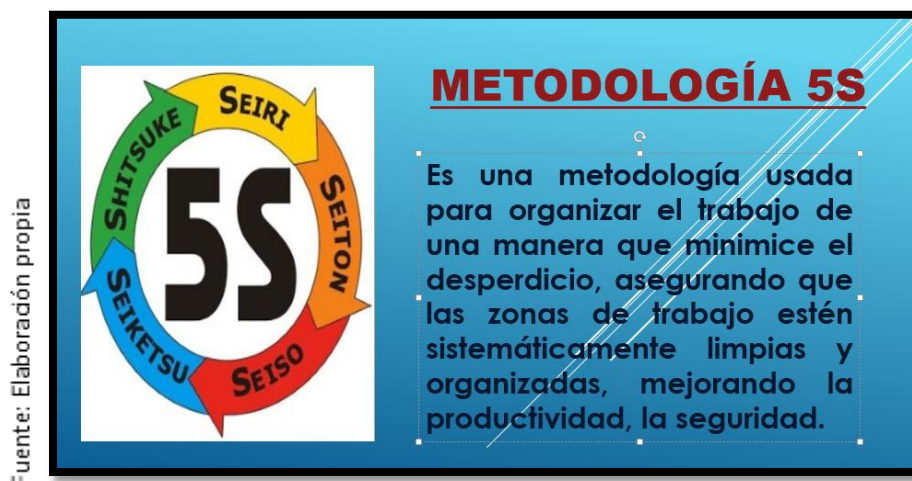 Fuente: Elaboradón propia
METODOLOGÍA 5S
SEIRI
SEITON
SEISO
SEIKETSU
SHITSUKE
5S
Es una metodología usada
para organizar el trabajo de
una manera que minimice el
desperdicio, asegurando que
las zonas de trabajo estén
sistemáticamente limpias y
organizadas, mejorando la
productividad, la seguridad.